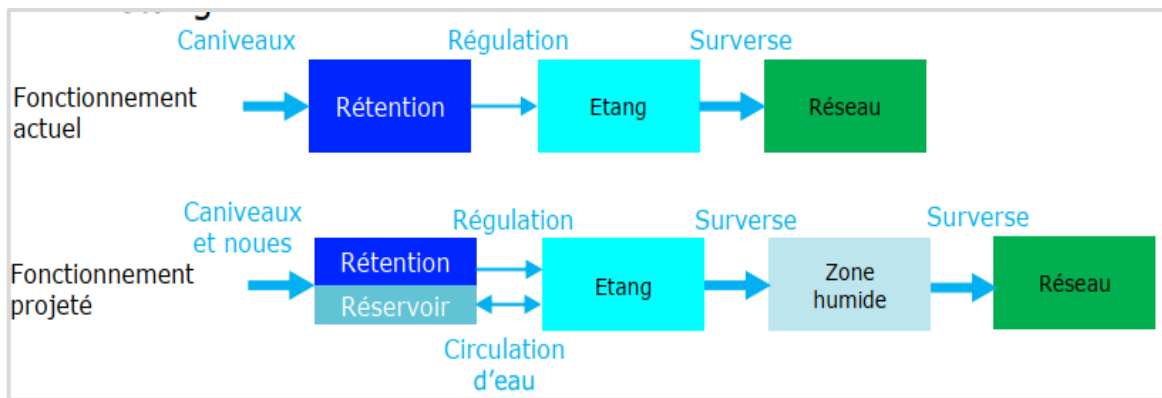 Caniveaux
Régulation
Surverse
Fonctionnement
actuel
Rétention
Etang
Réseau
Caniveaux
et noues
Régulation
Surverse
Surverse
Fonctionnement
projeté
Rétention
Réservoir
Etang
Zone
humide
Réseau
Circulation
d'eau